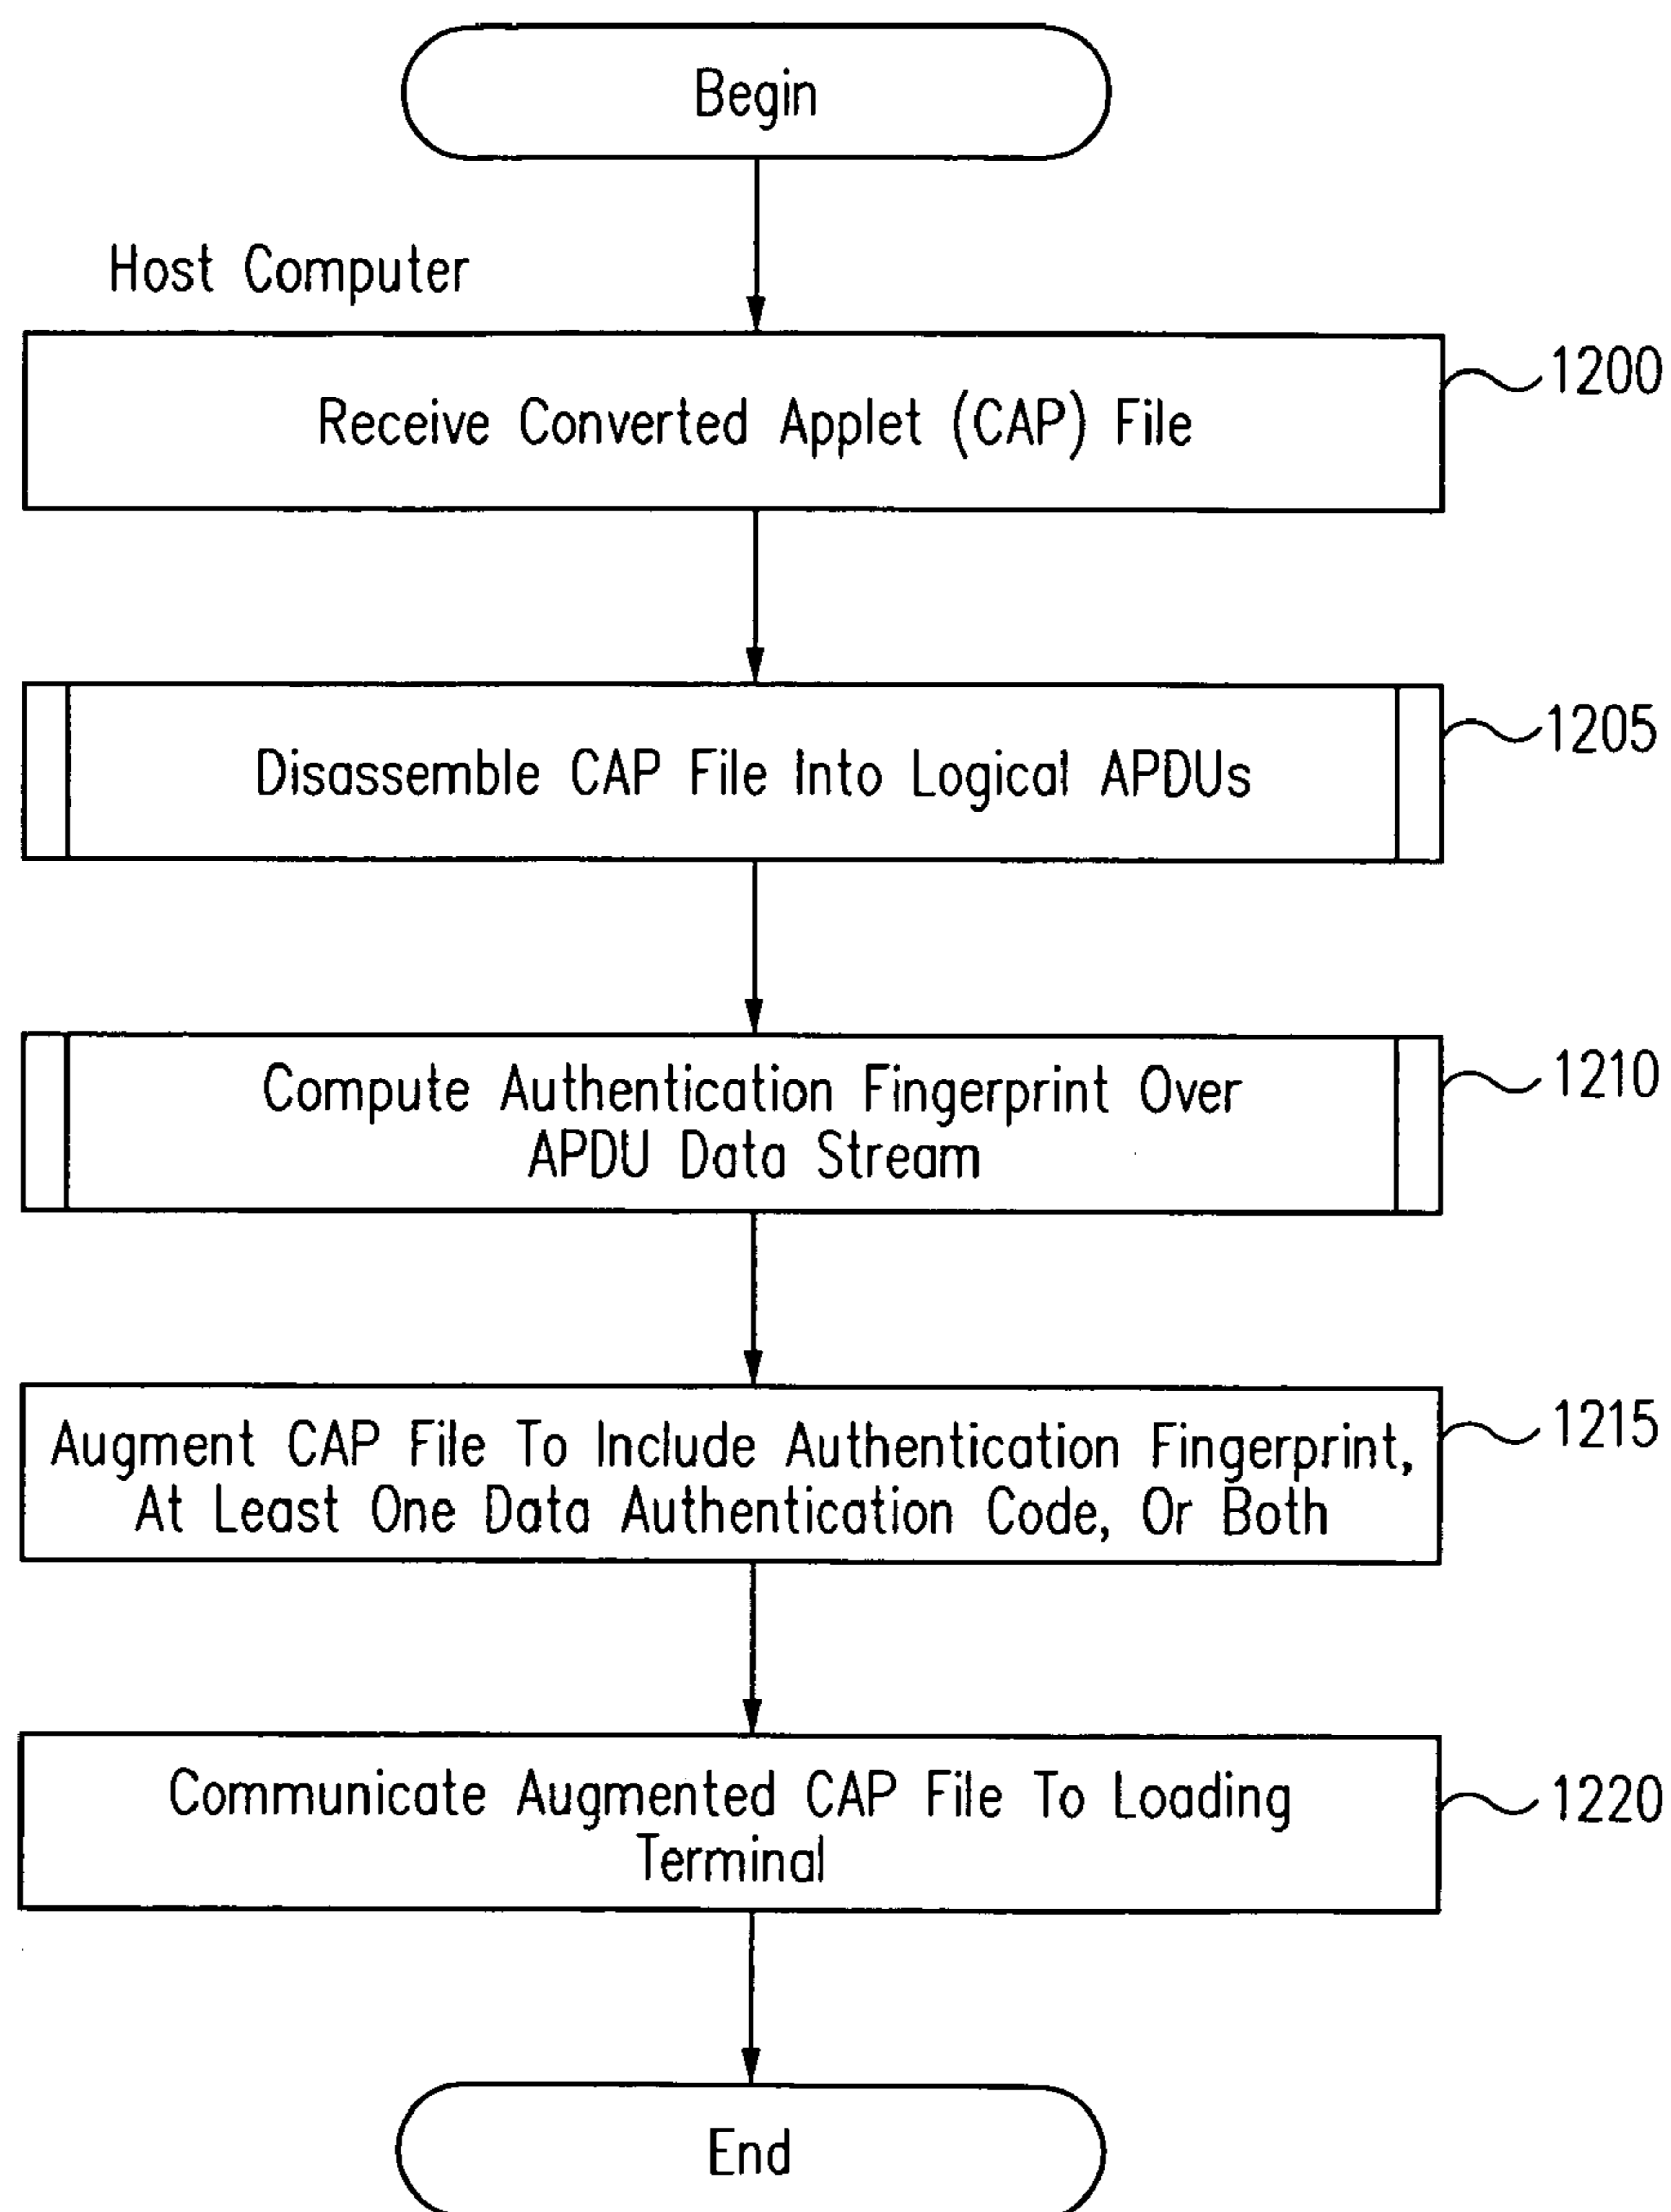 Begin
Host Computer
Receive Converted Applet (CAP) File
1200
Disassemble CAP File Into Logical APDUs
1205
Compute Authentication Fingerprint Over
APDU Data Stream
1210
Augment CAP File To Include Authentication Fingerprint,
At Least One Data Authentication Code, Or Both
1215
Communicate Augmented CAP File To Loading
Terminal
1220
End